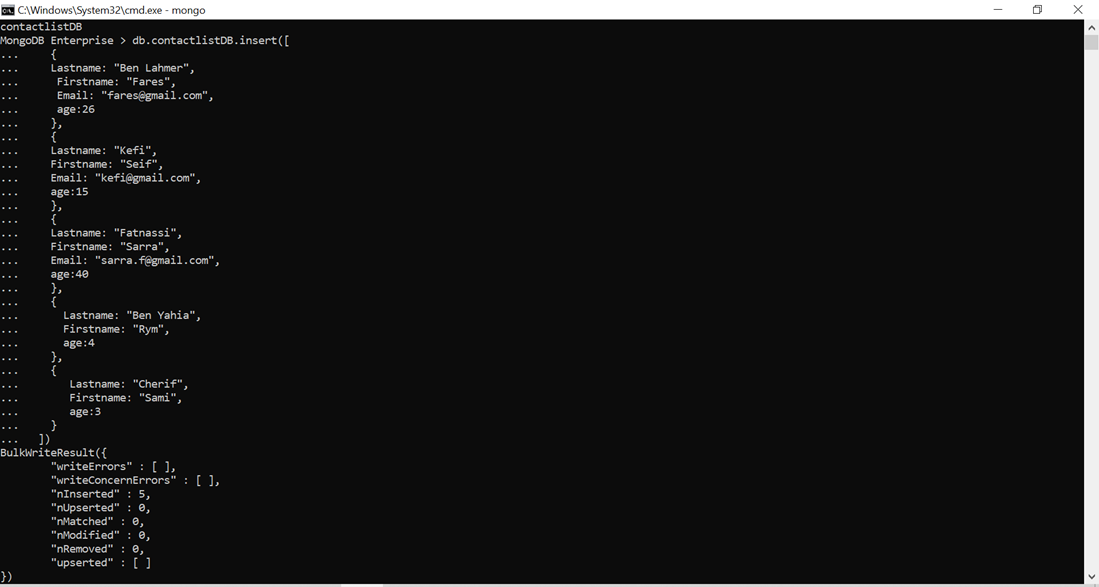 C:\Windows\System32\cmd.exe - mongo
contactlistDB
MongoDB Enterprise > db.contactlistDB.insert([
...     {
...     Lastname: "Ben Lahmer",
...      Firstname: "Fares",
...      Email: "fares@gmail.com",
...      age:26
...     },
...     {
...     Lastname: "Kefi",
...     Firstname: "Seif",
...     Email: "kefi@gmail.com",
...     age:15
...     },
...     {
...     Lastname: "Fatnassi",
...     Firstname: "Sarra",
...     Email: "sarra.f@gmail.com",
...     age:40
...     },
...     {
...       Lastname: "Ben Yahia",
...       Firstname: "Rym",
...       age:4
...     },
...     {
...        Lastname: "Cherif",
...        Firstname: "Sami",
...        age:3
...     }
...   ])
BulkWriteResult({
        "writeErrors" : [ ],
        "writeConcernErrors" : [ ],
        "nInserted" : 5,
        "nUpserted" : 0,
        "nMatched" : 0,
        "nModified" : 0,
        "nRemoved" : 0,
        "upserted" : [ ]
})